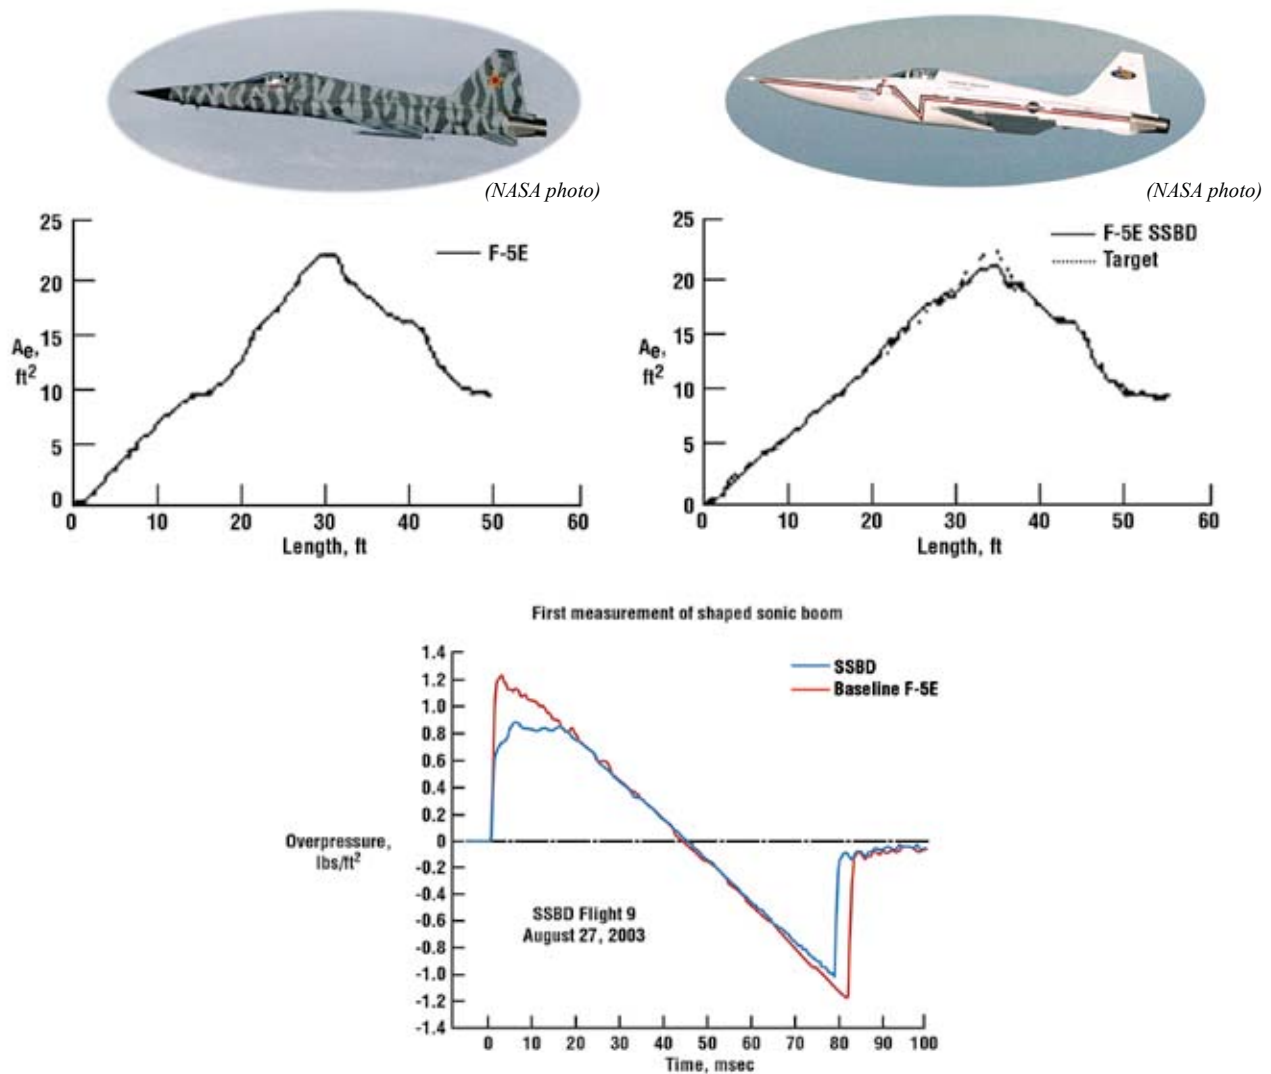 (NASA photo)
(NASA photo)
25
20
15
10
5
0
Ae,
ft2
F-5E
0 10 20 30 40 50 60
Length, ft
25
20
15
10
5
0
Ae,
ft2
F-5E SSBD
Target
0 10 20 30 40 50 60
Length, ft
First measurement of shaped sonic boom
1.4
1.2
1.0
0.8
0.6
0.4
0.2
0
-0.2
-0.4
-0.6
-0.8
-1.0
-1.2
-1.4
Overpressure,
lbs/ft2
SSBD
Baseline F-5E
SSBD Flight 9
August 27, 2003
0 10 20 30 40 50 60 70 80 90 100
Time, msec